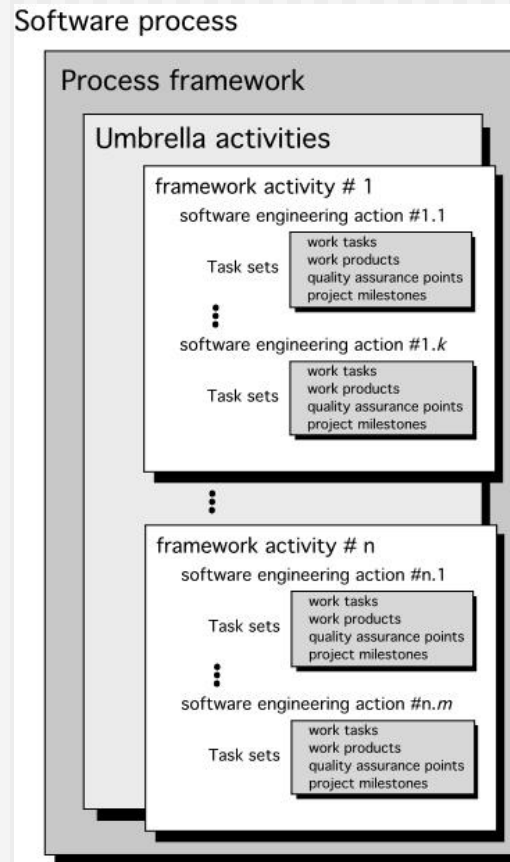 Software process
Process framework
Umbrella activities
framework activity # 1
software engineering action #1.1
Task sets
work tasks
work products
quality assurance points
project milestones
software engineering action #1.k
Task sets
work tasks
work products
quality assurance points
project milestones
framework activity # n
software engineering action #n.1
Task sets
work tasks
work products
quality assurance points
project milestones
software engineering action #n.m
Task sets
work tasks
work products
quality assurance points
project milestones